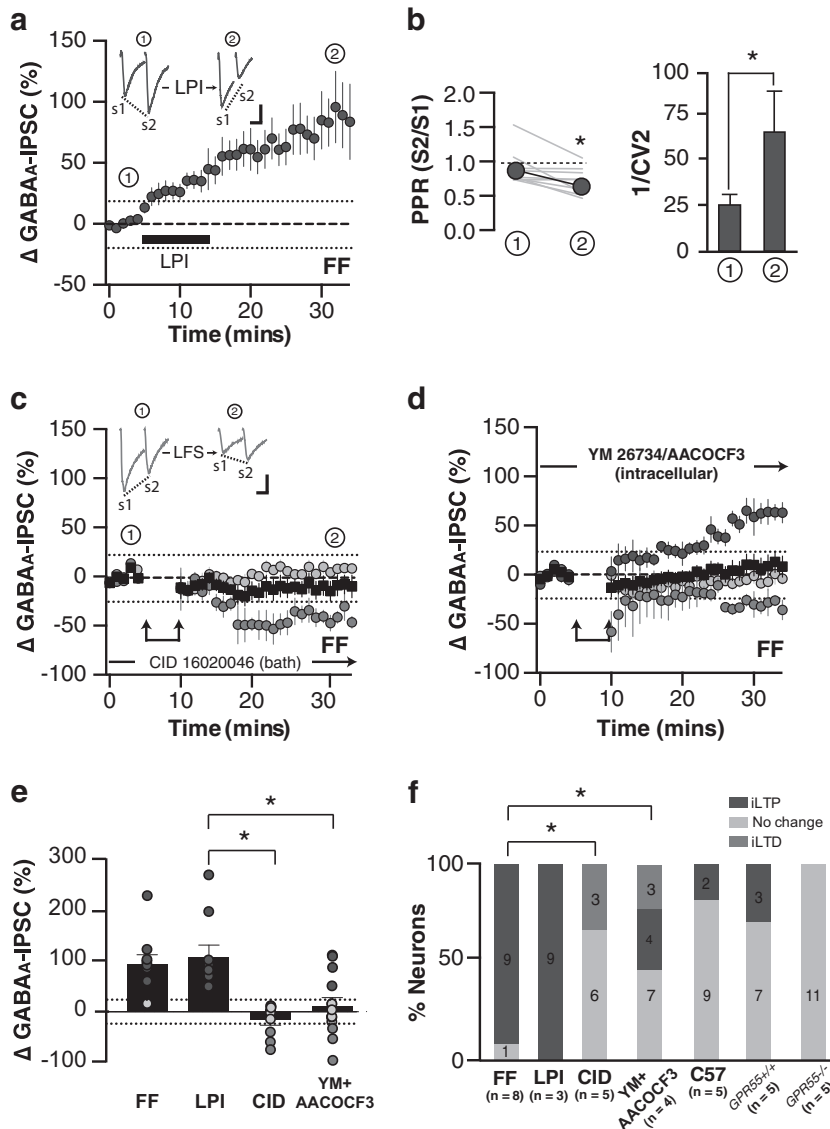 a
Δ GABAA-IPSC (%)
150
100
50
0
-50
1
2
s1
s2
LPI
s1
s2
1
2
LPI
FF
0
10
20
30
Time (mins)
b
PPR (S2/S1)
2.0
1.5
1.0
0.5
0.0
*
1
2
1/CV2
100
75
50
25
0
*
1
2
c
Δ GABAA-IPSC (%)
150
100
50
0
-50
-100
1
2
s1
s2
LFS
s1
s2
1
2
FF
CID 16020046 (bath)
0
10
20
30
Time (mins)
d
Δ GABAA-IPSC (%)
150
100
50
0
-50
-100
YM 26734/AACOCF3
(intracellular)
FF
0
10
20
30
Time (mins)
e
Δ GABAA-IPSC (%)
300
200
100
0
-100
*
*
FF
LPI
CID
YM+
AACOCF3
f
iLTP
No change
iLTD
*
*
% Neurons
100
50
0
9
1
9
3
6
3
4
7
2
9
3
7
11
FF
(n = 8)
LPI
(n = 3)
CID
(n = 5)
YM+
AACOCF3
(n = 4)
C57
(n = 5)
GPR55+/+
(n = 5)
GPR55-/-
(n = 5)